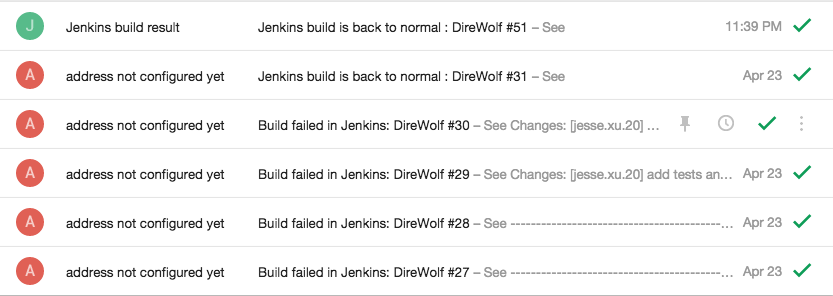 J Jenkins build result Jenkins build is back to normal : DireWolf #51 – See 11:39 PM
A address not configured yet Jenkins build is back to normal : DireWolf #31 – See Apr 23
A address not configured yet Build failed in Jenkins: DireWolf #30 – See Changes: [jesse.xu.20] ...
A address not configured yet Build failed in Jenkins: DireWolf #29 – See Changes: [jesse.xu.20] add tests an... Apr 23
A address not configured yet Build failed in Jenkins: DireWolf #28 – See ------------------------------------------... Apr 23
A address not configured yet Build failed in Jenkins: DireWolf #27 – See ------------------------------------------... Apr 23